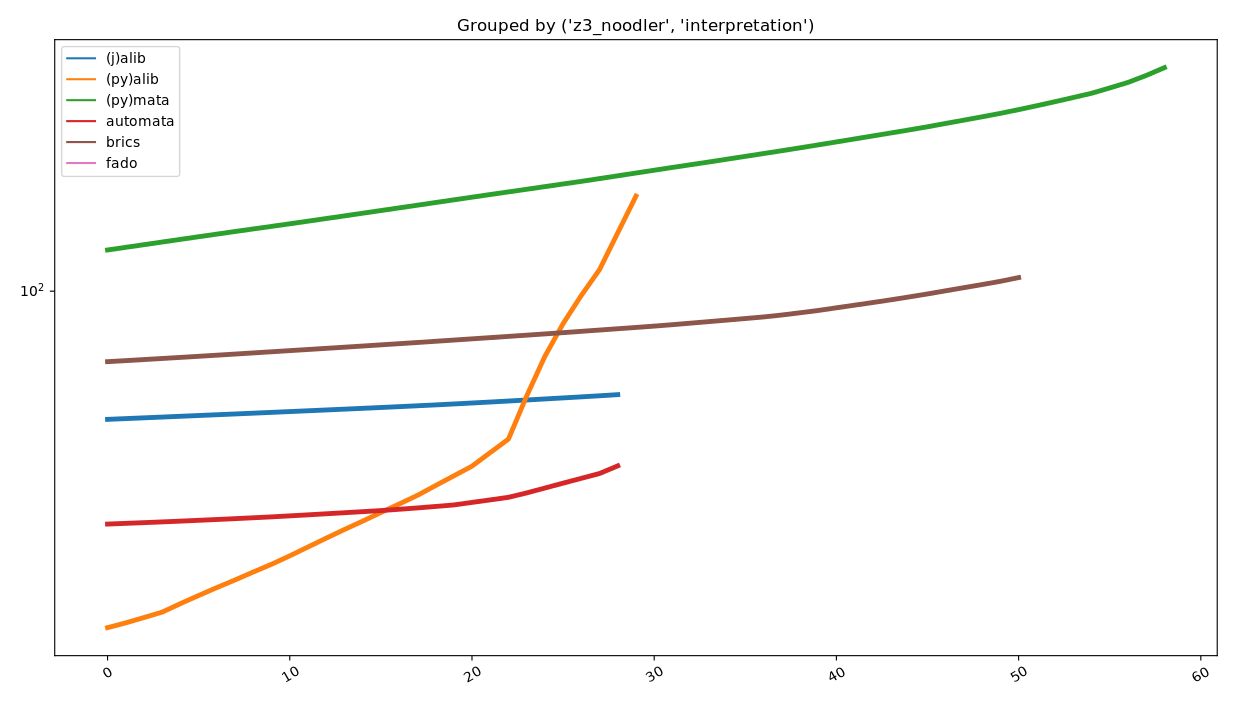 Grouped by ('z3_noodler', 'interpretation')
(j)alib
(py)alib
(py)mata
automata
brics
fado
10²
0
10
20
30
40
50
60